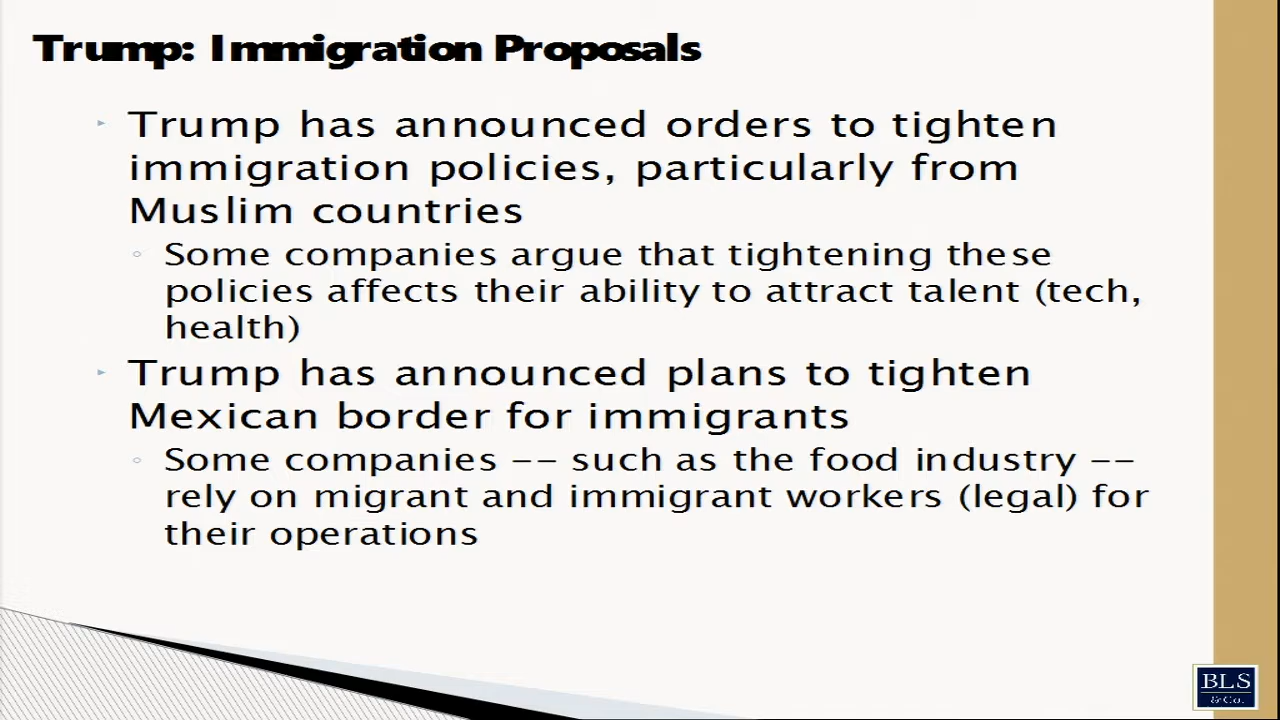 Trump: Immigration Proposals
Trump has announced orders to tighten
immigration policies, particularly from
Muslim countries
Some companies argue that tightening these
policies affects their ability to attract talent (tech,
health)
Trump has announced plans to tighten
Mexican border for immigrants
Some companies -- such as the food industry --
rely on migrant and immigrant workers (legal) for
their operations
BLS
& Co.